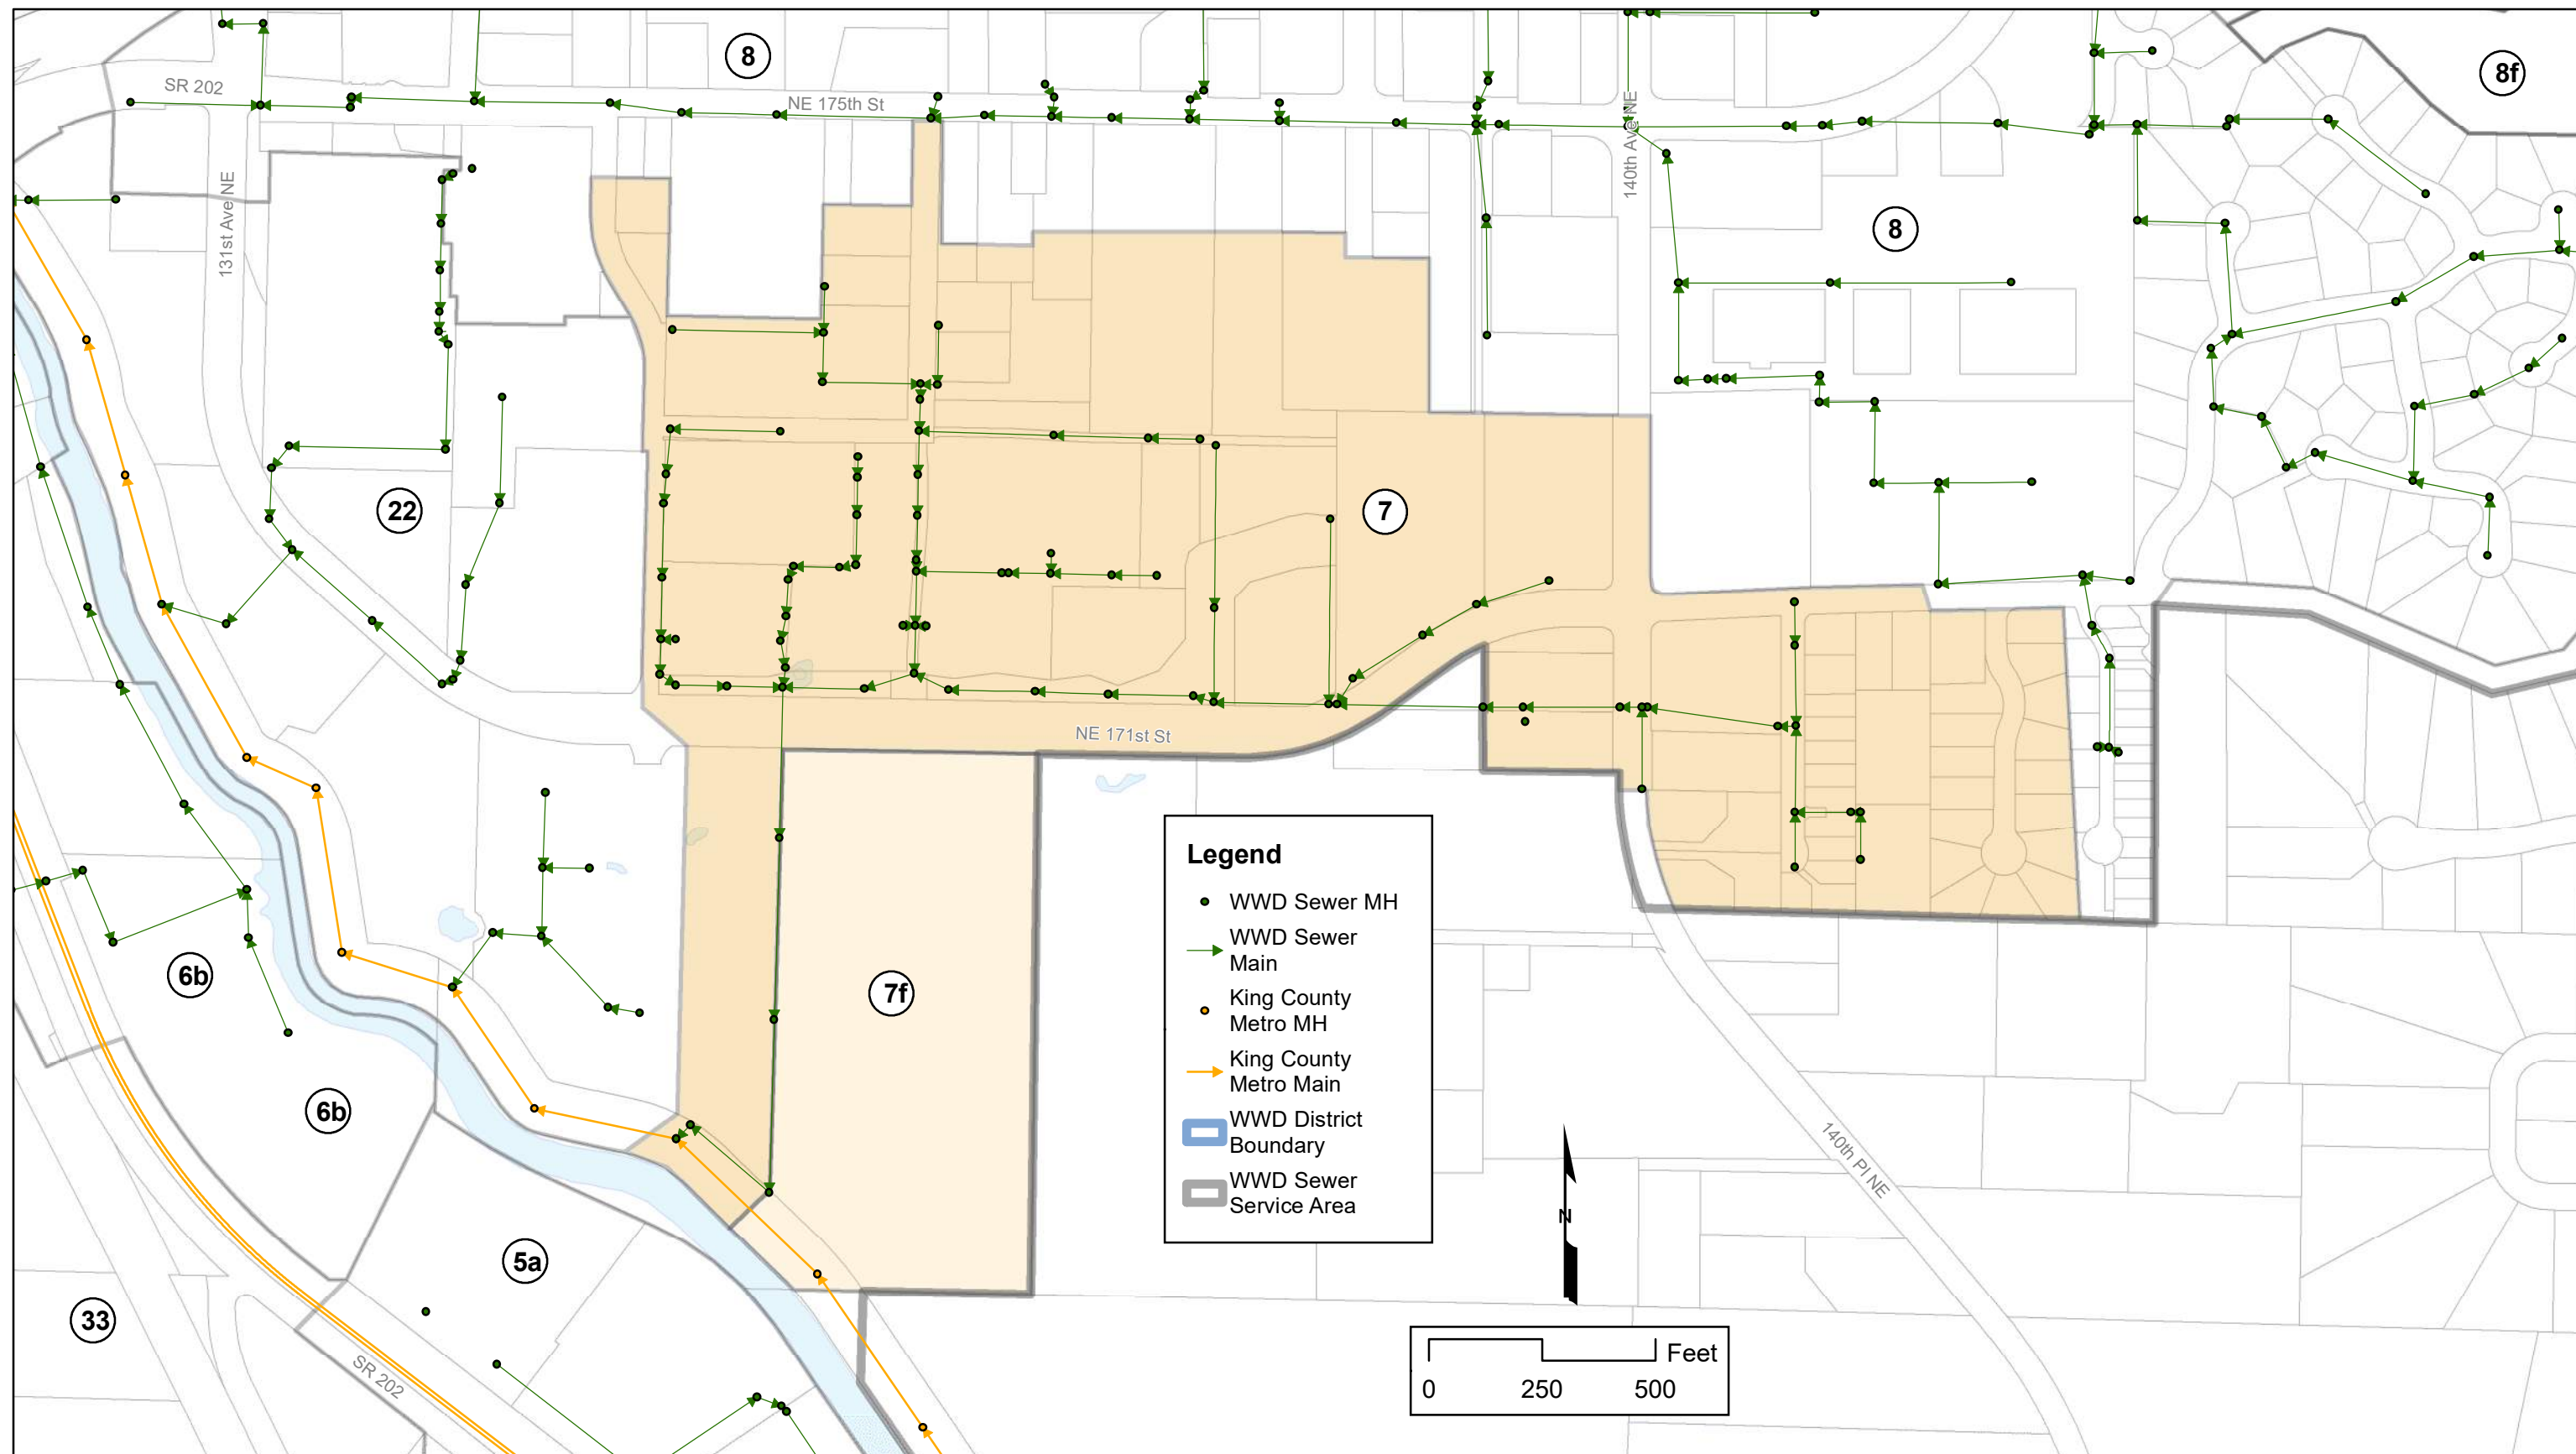 8
8f
SR 202
NE 175th St
140th Ave NE
131st Ave NE
8
22
7
NE 171st St
Legend
WWD Sewer MH
WWD Sewer
Main
King County
Metro MH
King County
Metro Main
WWD District
Boundary
WWD Sewer
Service Area
6b
7f
6b
140th Pl NE
N
5a
33
SR 202
Feet
0 250 500